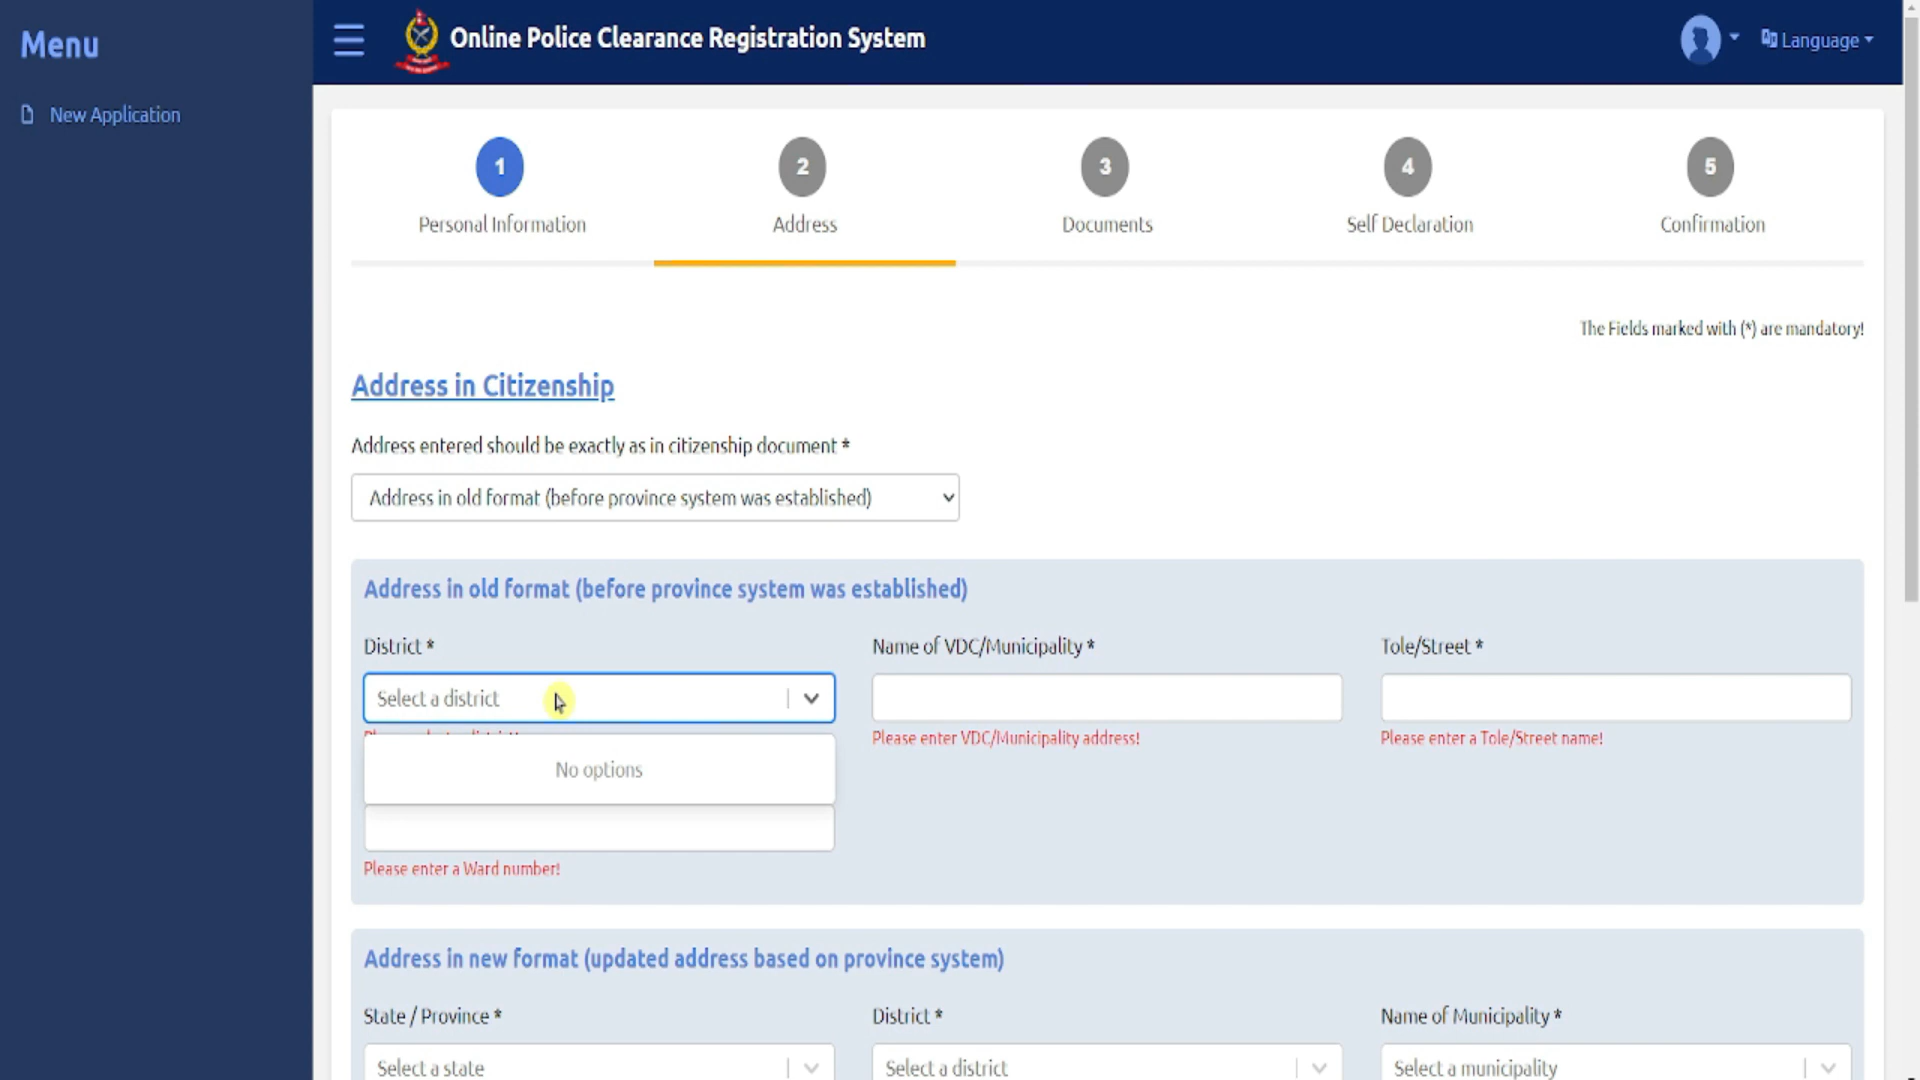 Menu
New Application
Online Police Clearance Registration System
Language
1
2
3
4
5
Personal Information
Address
Documents
Self Declaration
Confirmation
The Fields marked with (*) are mandatory!
Address in Citizenship
Address entered should be exactly as in citizenship document *
Address in old format (before province system was established)
Address in old format (before province system was established)
District *
Name of VDC/Municipality *
Tole/Street *
Select a district
Please enter VDC/Municipality address!
Please enter a Tole/Street name!
No options
Please enter a Ward number!
Address in new format (updated address based on province system)
State / Province *
District *
Name of Municipality *
Select a state
Select a district
Select a municipality